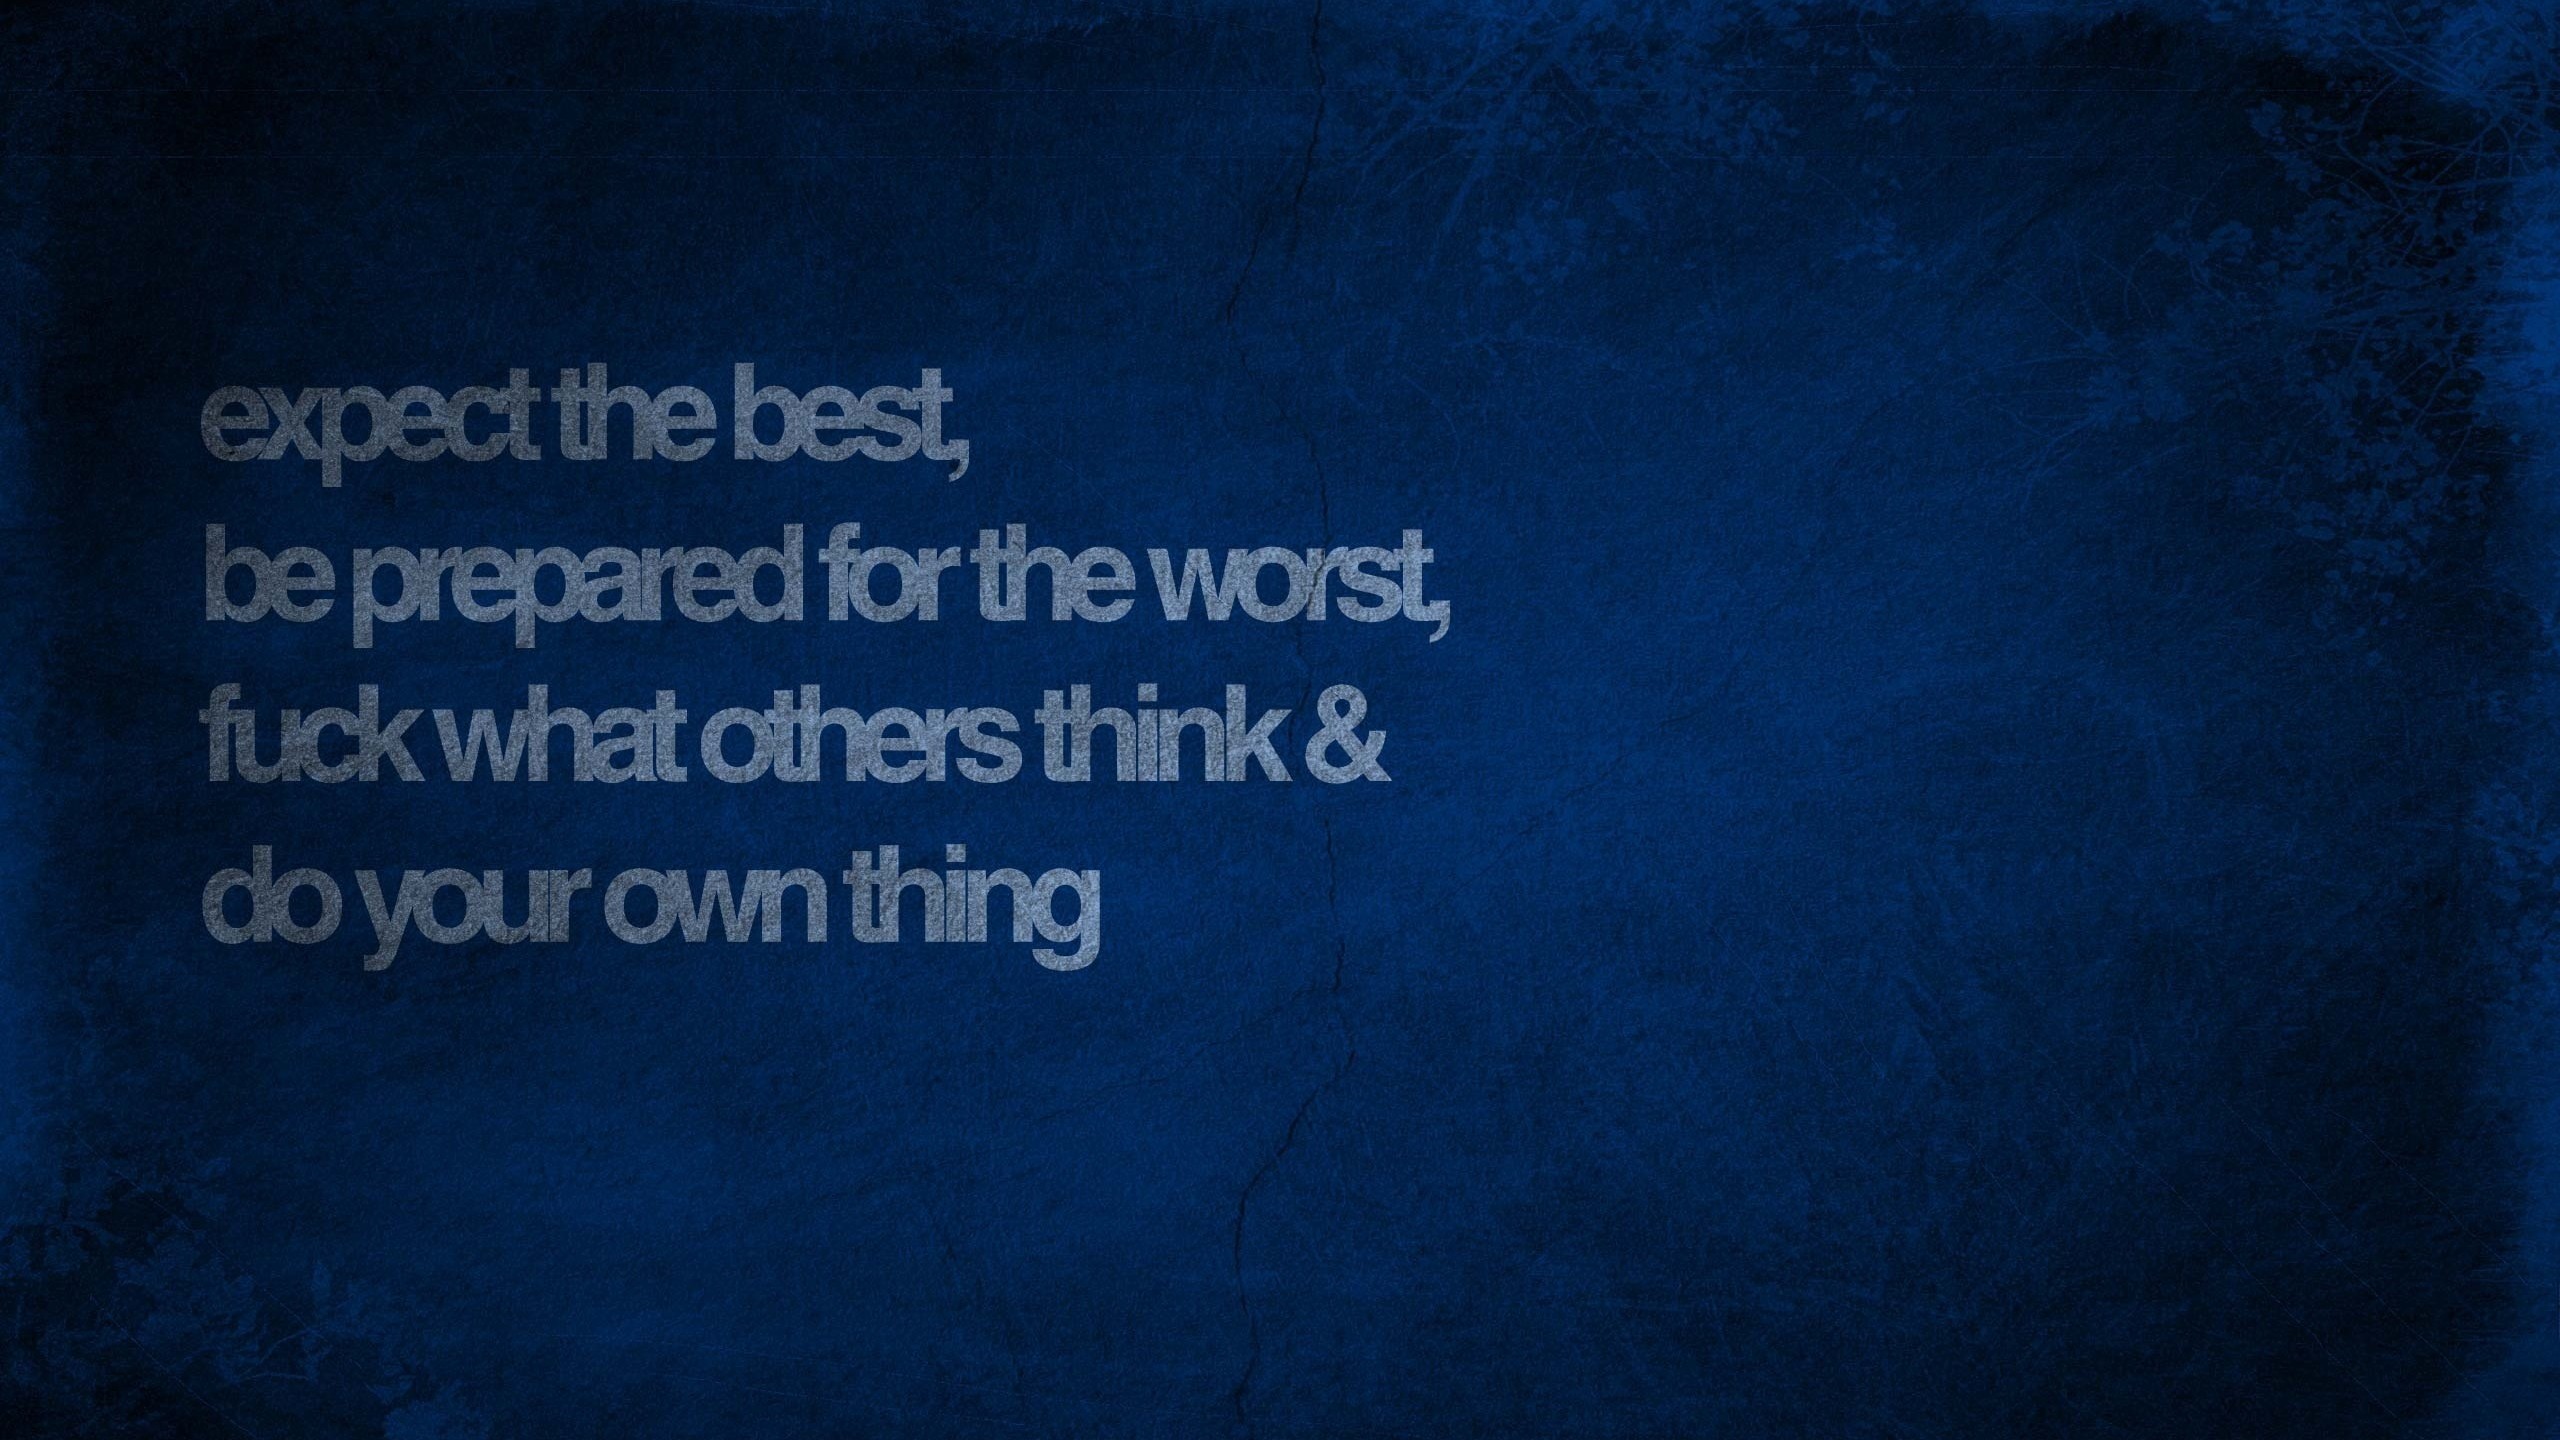 expect the best,
be prepared for the worst,
fuck what others think &
do your own thing